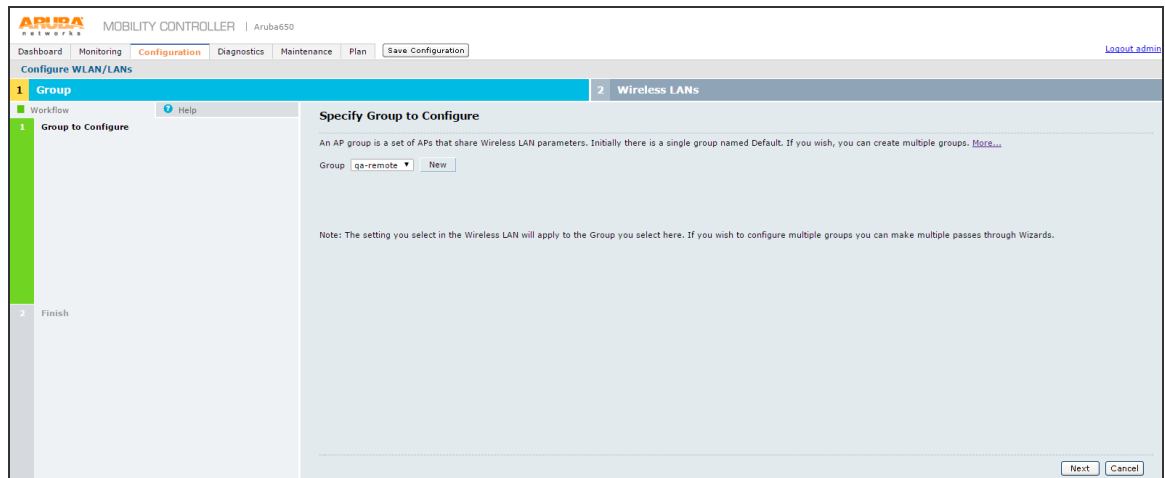 ARUBA networks MOBILITY CONTROLLER | Aruba650
Dashboard Monitoring Configuration Diagnostics Maintenance Plan Save Configuration Logout admin
Configure WLAN/LANs
1 Group 2 Wireless LANs
Workflow ? Help
1 Group to Configure
Specify Group to Configure
An AP group is a set of APs that share Wireless LAN parameters. Initially there is a single group named Default. If you wish, you can create multiple groups. More...
Group qa-remote New
Note: The setting you select in the Wireless LAN will apply to the Group you select here. If you wish to configure multiple groups you can make multiple passes through Wizards.
2 Finish
Next Cancel